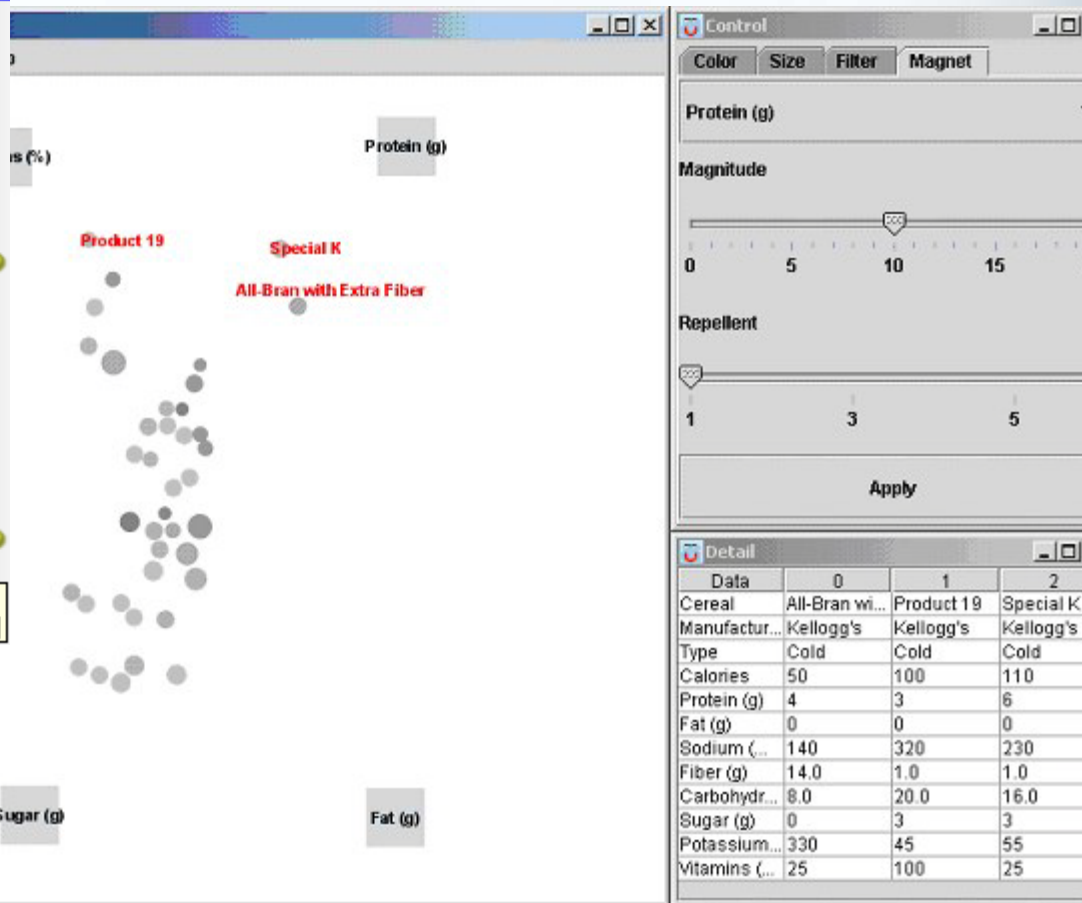 s (%)
Protein (g)
Product 19
Special K
All-Bran with Extra Fiber
Sugar (g)
Fat (g)
Control
Color Size Filter Magnet
Protein (g)
Magnitude
0 5 10 15
Repellent
1 3 5
Apply
Detail
Data 0 1 2
Cereal All-Bran wi... Product 19 Special K
Manufactur... Kellogg's Kellogg's Kellogg's
Type Cold Cold Cold
Calories 50 100 110
Protein (g) 4 3 6
Fat (g) 0 0 0
Sodium (... 140 320 230
Fiber (g) 14.0 1.0 1.0
Carbohydr... 8.0 20.0 16.0
Sugar (g) 0 3 3
Potassium... 330 45 55
Vitamins (... 25 100 25